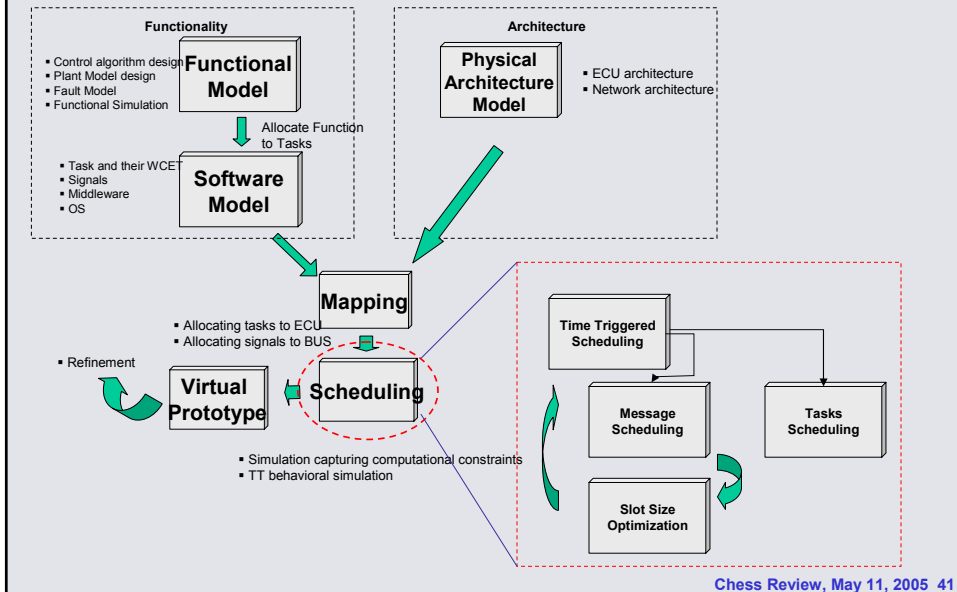 Functionality
▪ Control algorithm design
▪ Plant Model design
▪ Fault Model
▪ Functional Simulation
Functional
Model
Allocate Function
to Tasks
▪ Task and their WCET
▪ Signals
▪ Middleware
▪ OS
Software
Model
Architecture
Physical
Architecture
Model
▪ ECU architecture
▪ Network architecture
Mapping
▪ Allocating tasks to ECU
▪ Allocating signals to BUS
▪ Refinement
Virtual
Prototype
Scheduling
▪ Simulation capturing computational constraints
▪ TT behavioral simulation
Time Triggered
Scheduling
Message
Scheduling
Tasks
Scheduling
Slot Size
Optimization
Chess Review, May 11, 2005 41